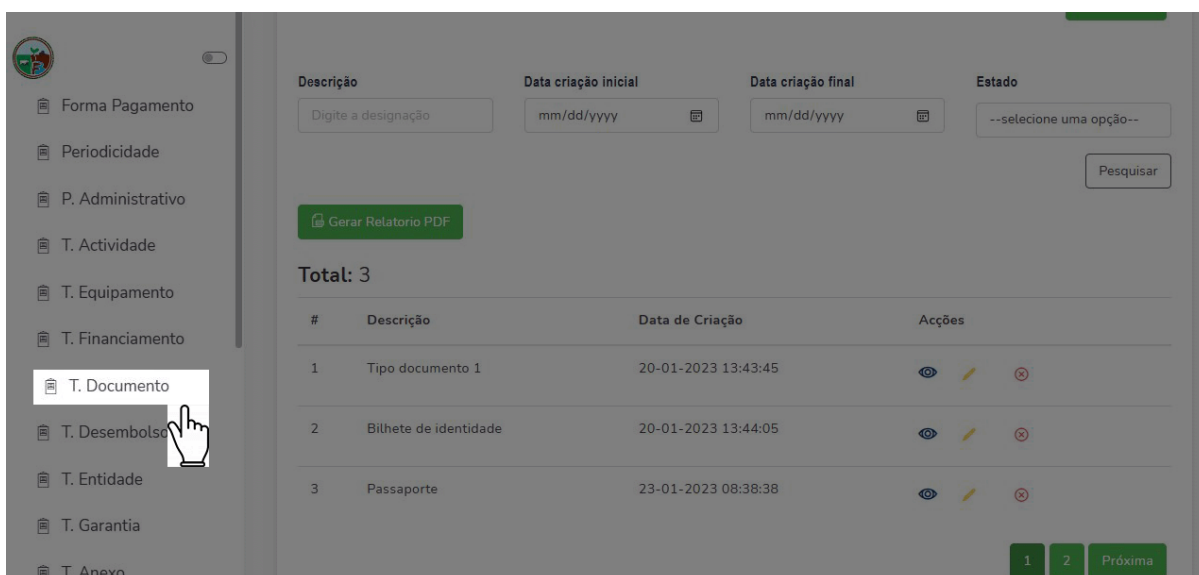 Forma Pagamento
Periodicidade
P. Administrativo
T. Actividade
T. Equipamento
T. Financiamento
T. Documento
T. Desembolso
T. Entidade
T. Garantia
T. Anexo
Descrição Data criação inicial Data criação final Estado
Digite a designação mm/dd/yyyy mm/dd/yyyy --selecione uma opção--
Pesquisar
Gerar Relatorio PDF
Total: 3
# Descrição Data de Criação Acções
1 Tipo documento 1 20-01-2023 13:43:45
2 Bilhete de identidade 20-01-2023 13:44:05
3 Passaporte 23-01-2023 08:38:38
1 2 Próxima